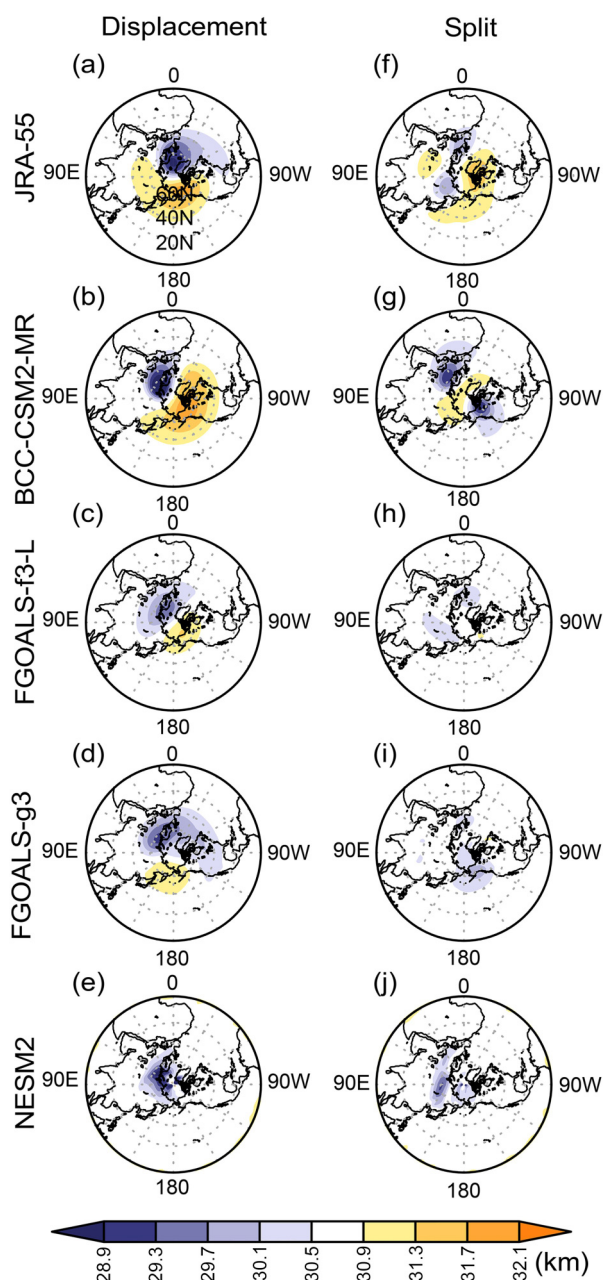 Displacement Split
(a) 0 (f) 0
JRA-55
90E 90W 90E 90W
60N
40N
20N
180 180
(b) 0 (g) 0
BCC-CSM2-MR
90E 90W 90E 90W
180 180
(c) 0 (h) 0
FGOALS-f3-L
90E 90W 90E 90W
180 180
(d) 0 (i) 0
FGOALS-g3
90E 90W 90E 90W
180 180
(e) 0 (j) 0
NESM2
90E 90W 90E 90W
180 180
28.9 29.3 29.7 30.1 30.5 30.9 31.3 31.7 32.1 (km)